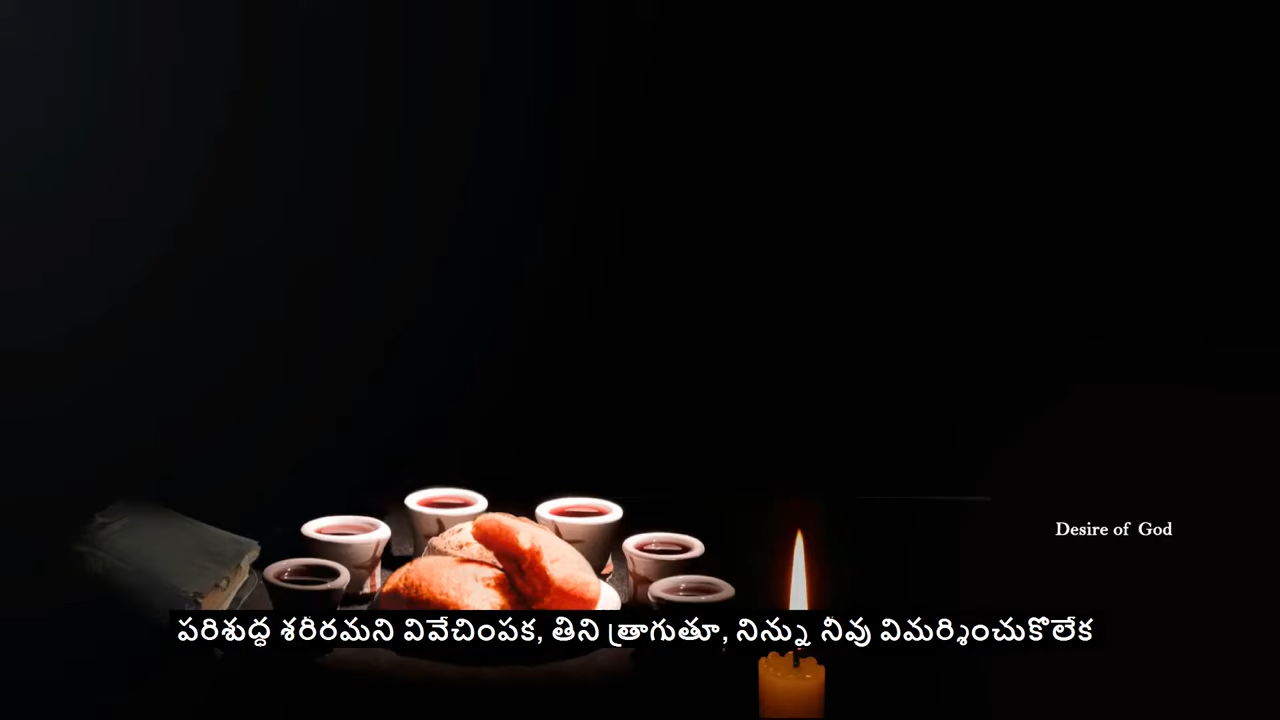 Desire of God
పరిశుద్ధ శరీరమని వివేచింపక, తిని త్రాగుతూ, నిన్ను నీవు విమర్శించుకొలేక